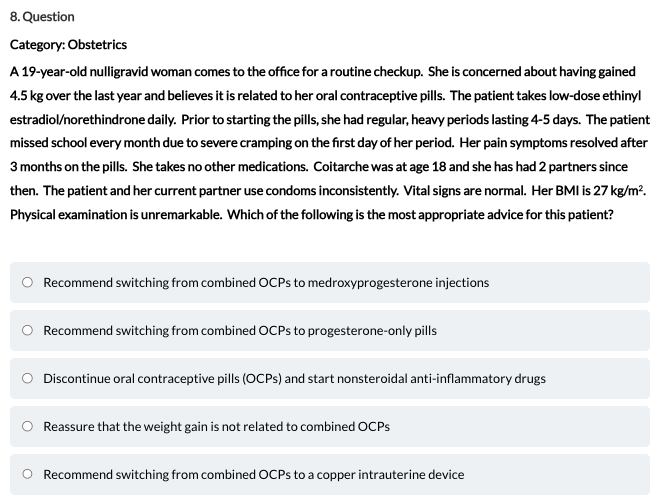 8. Question
Category: Obstetrics
A 19-year-old nulligravid woman comes to the office for a routine checkup. She is concerned about having gained
4.5 kg over the last year and believes it is related to her oral contraceptive pills. The patient takes low-dose ethinyl
estradiol/norethindrone daily. Prior to starting the pills, she had regular, heavy periods lasting 4-5 days. The patient
missed school every month due to severe cramping on the first day of her period. Her pain symptoms resolved after
3 months on the pills. She takes no other medications. Coitarche was at age 18 and she has had 2 partners since
then. The patient and her current partner use condoms inconsistently. Vital signs are normal. Her BMI is 27 kg/m².
Physical examination is unremarkable. Which of the following is the most appropriate advice for this patient?
Recommend switching from combined OCPs to medroxyprogesterone injections
Recommend switching from combined OCPs to progesterone-only pills
Discontinue oral contraceptive pills (OCPs) and start nonsteroidal anti-inflammatory drugs
Reassure that the weight gain is not related to combined OCPs
Recommend switching from combined OCPs to a copper intrauterine device